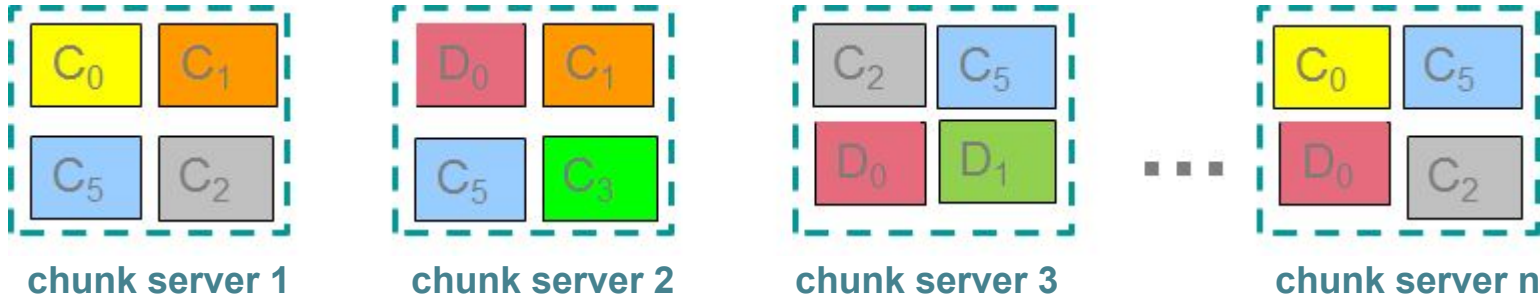 C₀ C₁ D₀ C₁ C₂ C₅ C₀ C₅
C₅ C₂ C₅ C₃ D₀ D₁ ... D₀ C₂
chunk server 1 chunk server 2 chunk server 3 chunk server n